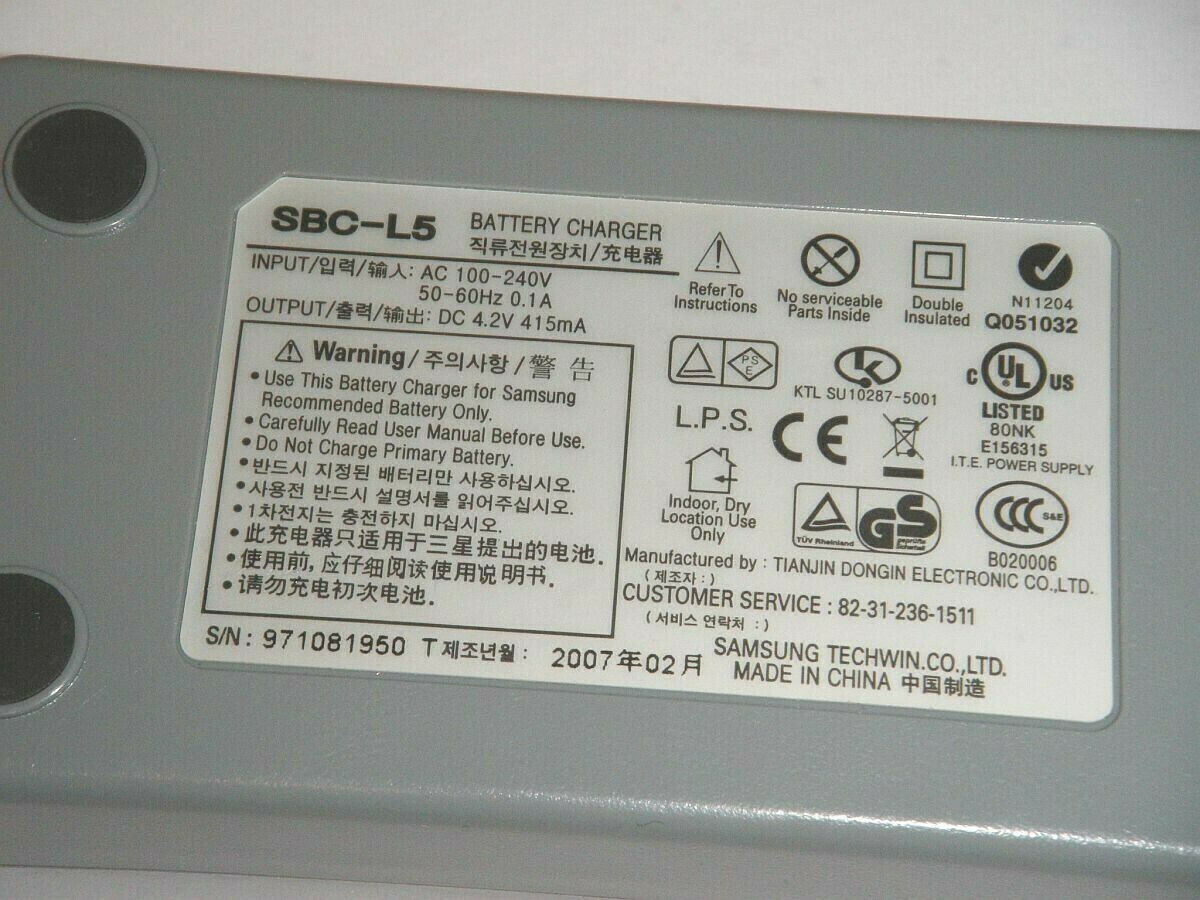 SBC-L5 BATTERY CHARGER
직류전원장치/充电器
INPUT/입력/输入: AC 100-240V
50-60Hz 0.1A
OUTPUT/출력/输出: DC 4.2V 415mA
Warning/주의사항/警 告
• Use This Battery Charger for Samsung
Recommended Battery Only.
• Carefully Read User Manual Before Use.
• Do Not Charge Primary Battery.
• 반드시 지정된 배터리만 사용하십시오.
• 사용전 반드시 설명서를 읽어주십시오.
• 1차전지는 충전하지 마십시오.
• 此充电器只适用于三星提出的电池.
• 使用前, 应仔细阅读使用说明书.
• 请勿充电初次电池.
S/N: 971081950 T 제조년월: 2007年02月
Refer To
Instructions
No serviceable
Parts Inside
Double
Insulated
N11204
Q051032
PS
E
KTL SU10287-5001
C UL US
LISTED
80NK
E156315
I.T.E. POWER SUPPLY
L.P.S.
CE
Indoor, Dry
Location Use
Only
TÜV Rheinland
GS
geprüfte
Sicherheit
CCC S&E
B020006
Manufactured by : TIANJIN DONGIN ELECTRONIC CO.,LTD.
(제조자:)
CUSTOMER SERVICE : 82-31-236-1511
(서비스 연락처 :)
SAMSUNG TECHWIN.CO.,LTD.
MADE IN CHINA 中国制造